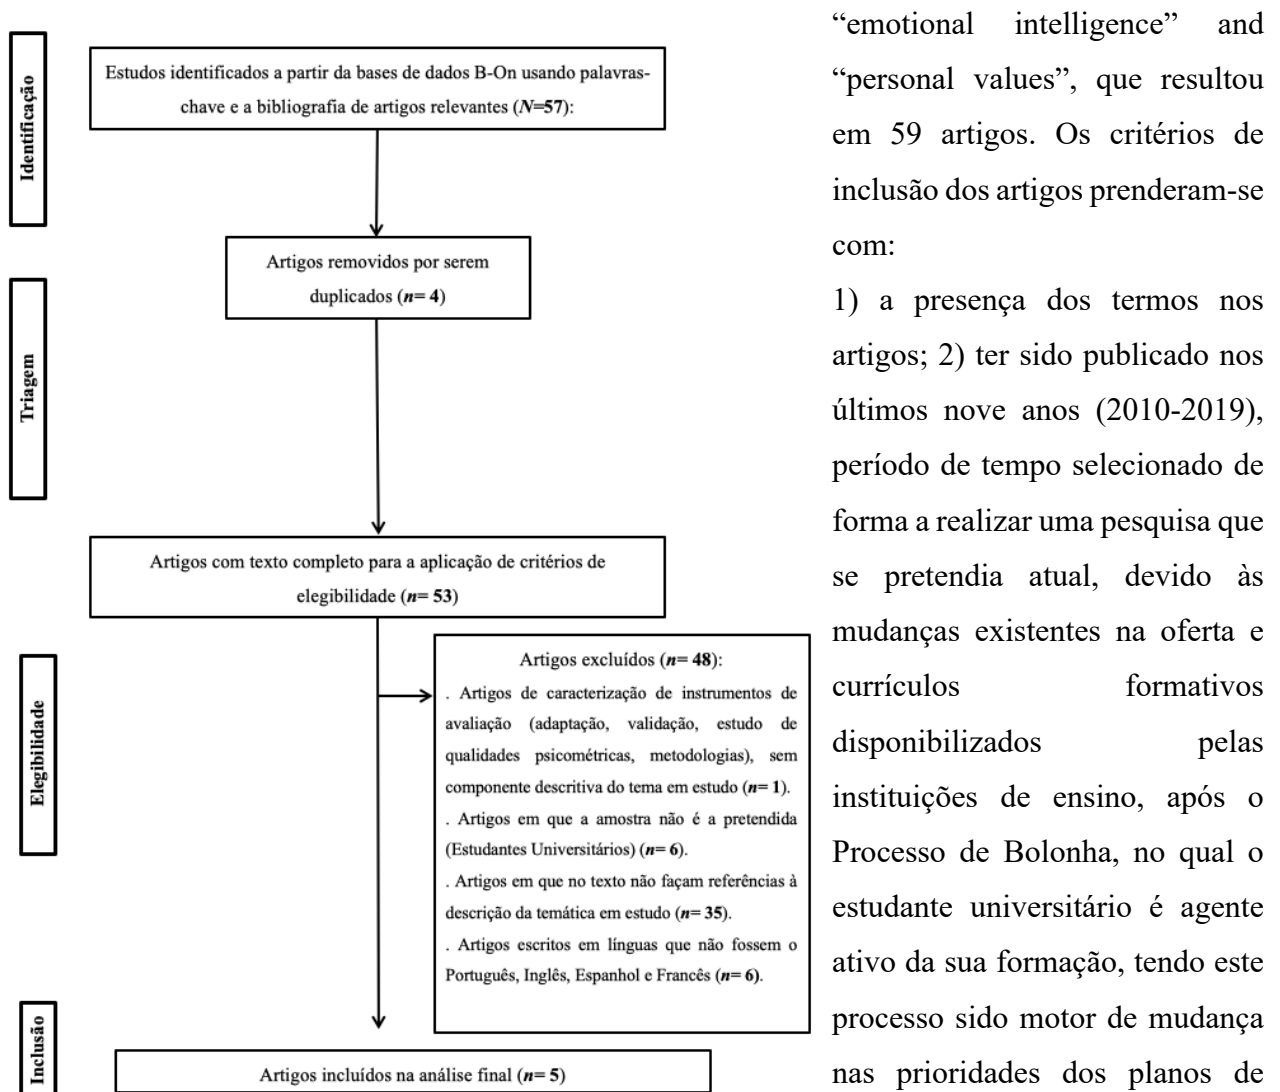 Identificação
Estudos identificados a partir da bases de dados B-On usando palavras-
chave e a bibliografia de artigos relevantes (N=57):
Triagem
Artigos removidos por serem
duplicados (n= 4)
Artigos com texto completo para a aplicação de critérios de
elegibilidade (n= 53)
Elegibilidade
Artigos excluídos (n= 48):
. Artigos de caracterização de instrumentos de
avaliação (adaptação, validação, estudo de
qualidades psicométricas, metodologias), sem
componente descritiva do tema em estudo (n= 1).
. Artigos em que a amostra não é a pretendida
(Estudantes Universitários) (n= 6).
. Artigos em que no texto não façam referências à
descrição da temática em estudo (n= 35).
. Artigos escritos em línguas que não fossem o
Português, Inglês, Espanhol e Francês (n= 6).
Inclusão
Artigos incluídos na análise final (n= 5)
“emotional intelligence” and
“personal values”, que resultou
em 59 artigos. Os critérios de
inclusão dos artigos prenderam-se
com:
1) a presença dos termos nos
artigos; 2) ter sido publicado nos
últimos nove anos (2010-2019),
período de tempo selecionado de
forma a realizar uma pesquisa que
se pretendia atual, devido às
mudanças existentes na oferta e
currículos formativos
disponibilizados pelas
instituições de ensino, após o
Processo de Bolonha, no qual o
estudante universitário é agente
ativo da sua formação, tendo este
processo sido motor de mudança
nas prioridades dos planos de